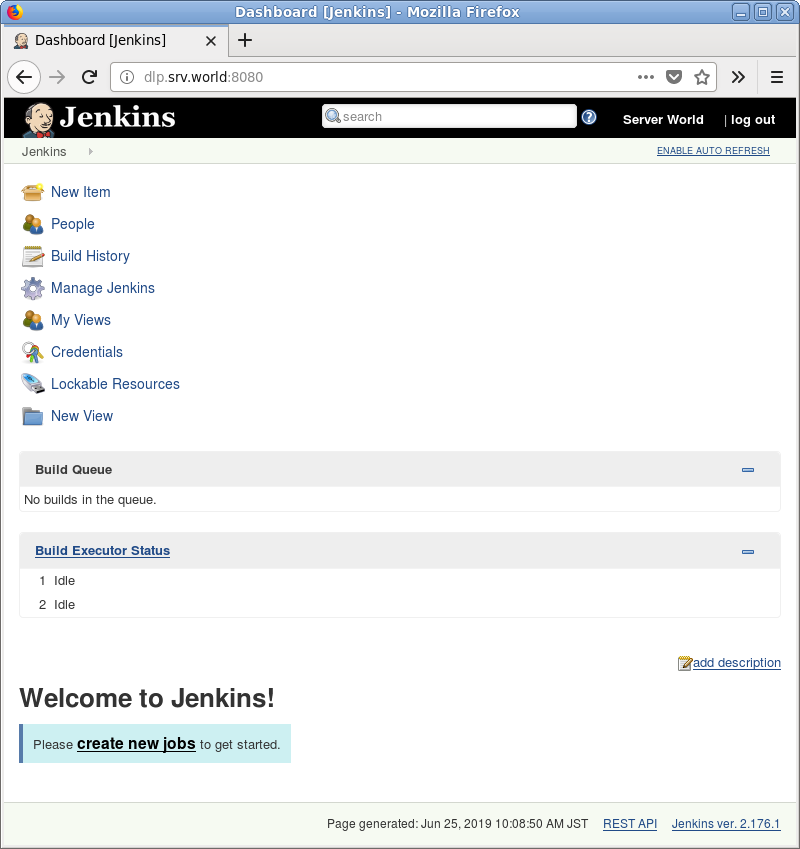 Dashboard [Jenkins] - Mozilla Firefox
Dashboard [Jenkins]
dlp.srv.world:8080
Jenkins
search
Server World
| log out
Jenkins
ENABLE AUTO REFRESH
New Item
People
Build History
Manage Jenkins
My Views
Credentials
Lockable Resources
New View
Build Queue
No builds in the queue.
Build Executor Status
1 Idle
2 Idle
add description
Welcome to Jenkins!
Please create new jobs to get started.
Page generated: Jun 25, 2019 10:08:50 AM JST REST API Jenkins ver. 2.176.1